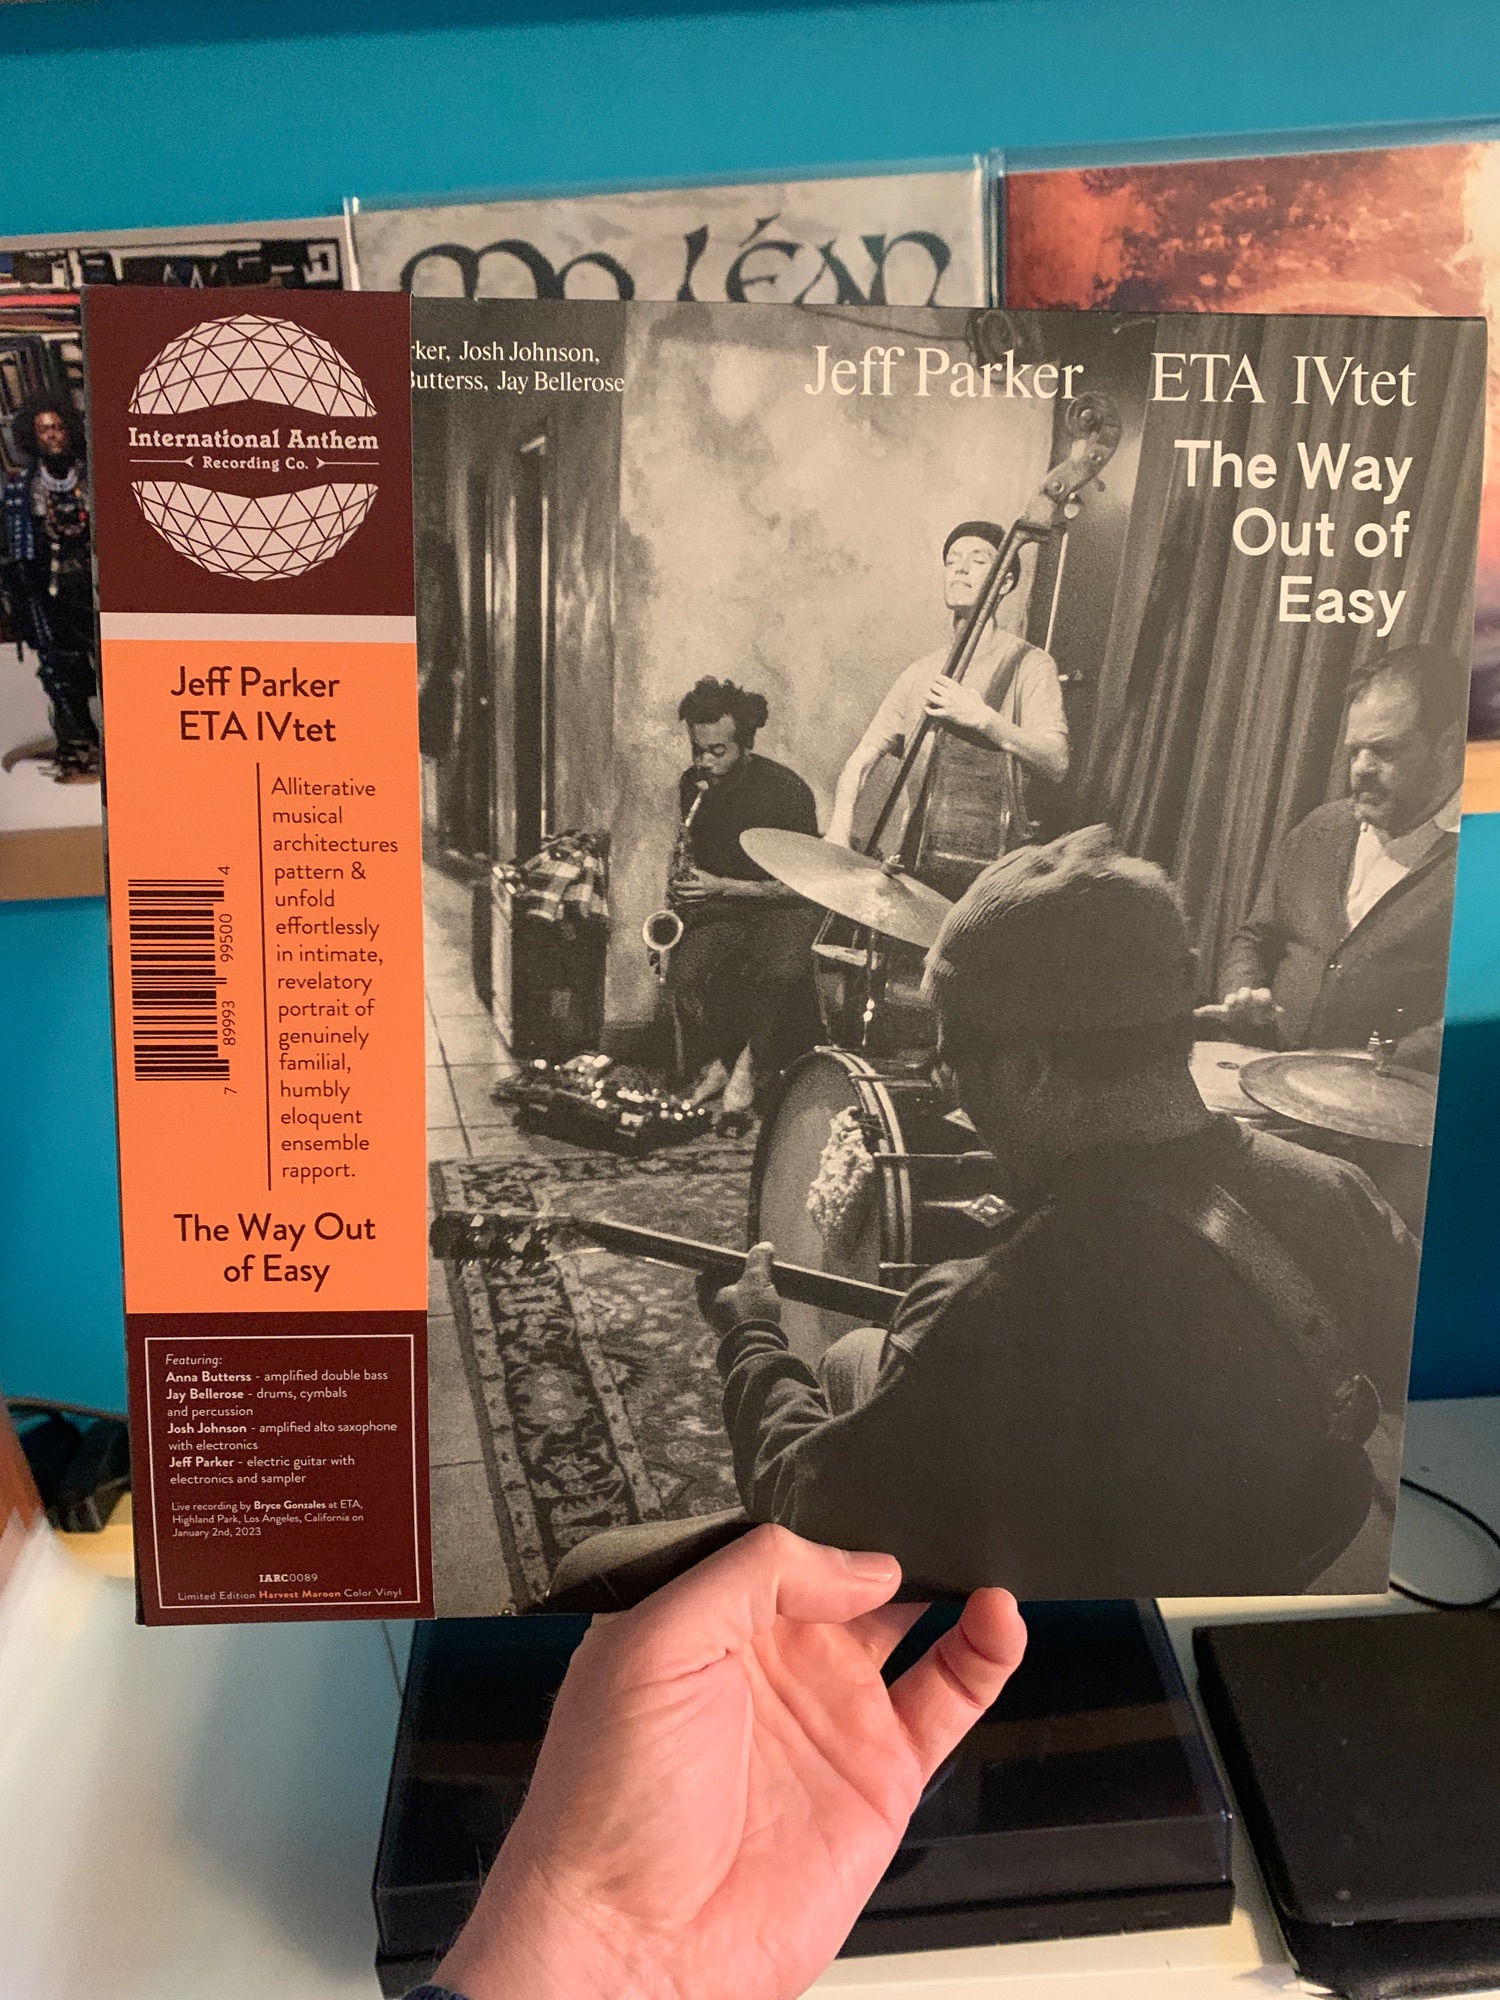 International Anthem
Recording Co.
Jeff Parker
ETA IVtet
Alliterative
musical
architectures
pattern &
unfold
effortlessly
in intimate,
revelatory
portrait of
genuinely
familial,
humbly
eloquent
ensemble
rapport.
7 89993 99500 4
The Way Out
of Easy
Featuring:
Anna Butterss - amplified double bass
Jay Bellerose - drums, cymbals
and percussion
Josh Johnson - amplified alto saxophone
with electronics
Jeff Parker - electric guitar with
electronics and sampler
Live recording by Bryce Gonzales at ETA,
Highland Park, Los Angeles, California on
January 2nd, 2023
IARC0089
Limited Edition Harvest Maroon Color Vinyl
rker, Josh Johnson,
Butterss, Jay Bellerose
Jeff Parker ETA IVtet
The Way
Out of
Easy